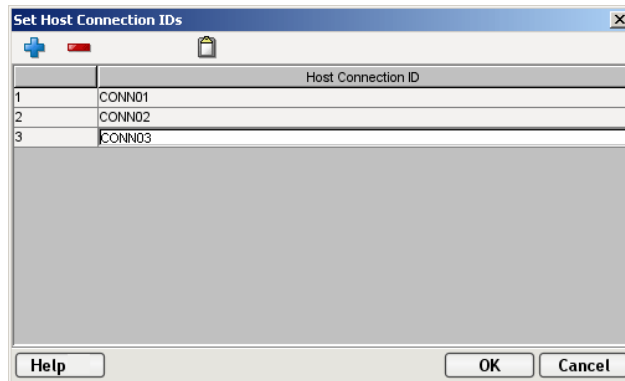 Set Host Connection IDs
Host Connection ID
1 CONN01
2 CONN02
3 CONN03
Help OK Cancel